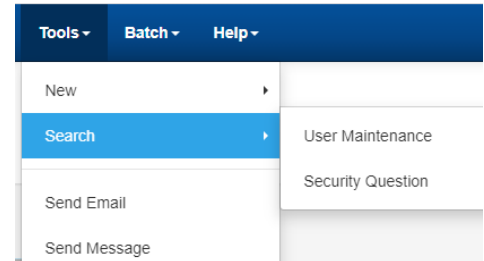 Tools Batch Help
New
Search
User Maintenance
Security Question
Send Email
Send Message